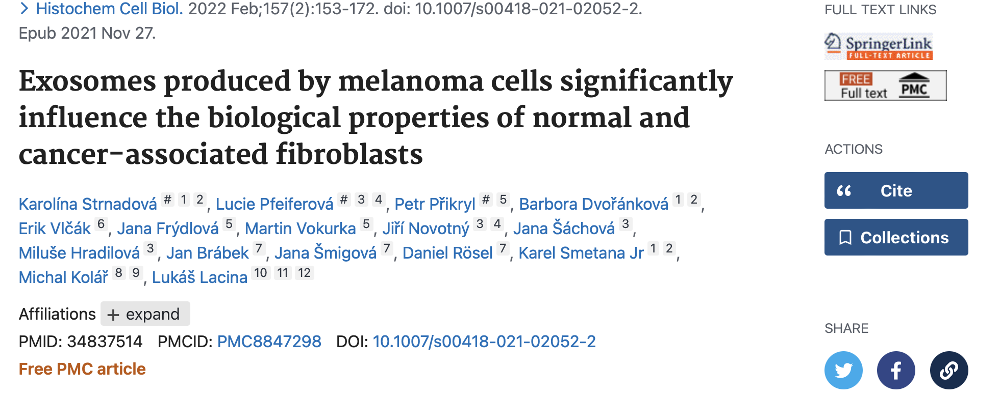 Histochem Cell Biol. 2022 Feb;157(2):153-172. doi: 10.1007/s00418-021-02052-2.
Epub 2021 Nov 27.
Exosomes produced by melanoma cells significantly
influence the biological properties of normal and
cancer-associated fibroblasts
Karolína Strnadová # 1 2, Lucie Pfeiferová # 3 4, Petr Přikryl # 5, Barbora Dvořánková 1 2,
Erik Vlčák 6, Jana Frýdlová 5, Martin Vokurka 5, Jiří Novotný 3 4, Jana Šáchová 3,
Miluše Hradilová 3, Jan Brábek 7, Jana Šmigová 7, Daniel Rösel 7, Karel Smetana Jr 1 2,
Michal Kolář 8 9, Lukáš Lacina 10 11 12
Affiliations + expand
PMID: 34837514 PMCID: PMC8847298 DOI: 10.1007/s00418-021-02052-2
Free PMC article
FULL TEXT LINKS
SpringerLink
FULL-TEXT ARTICLE
FREE
Full text PMC
ACTIONS
Cite
Collections
SHARE